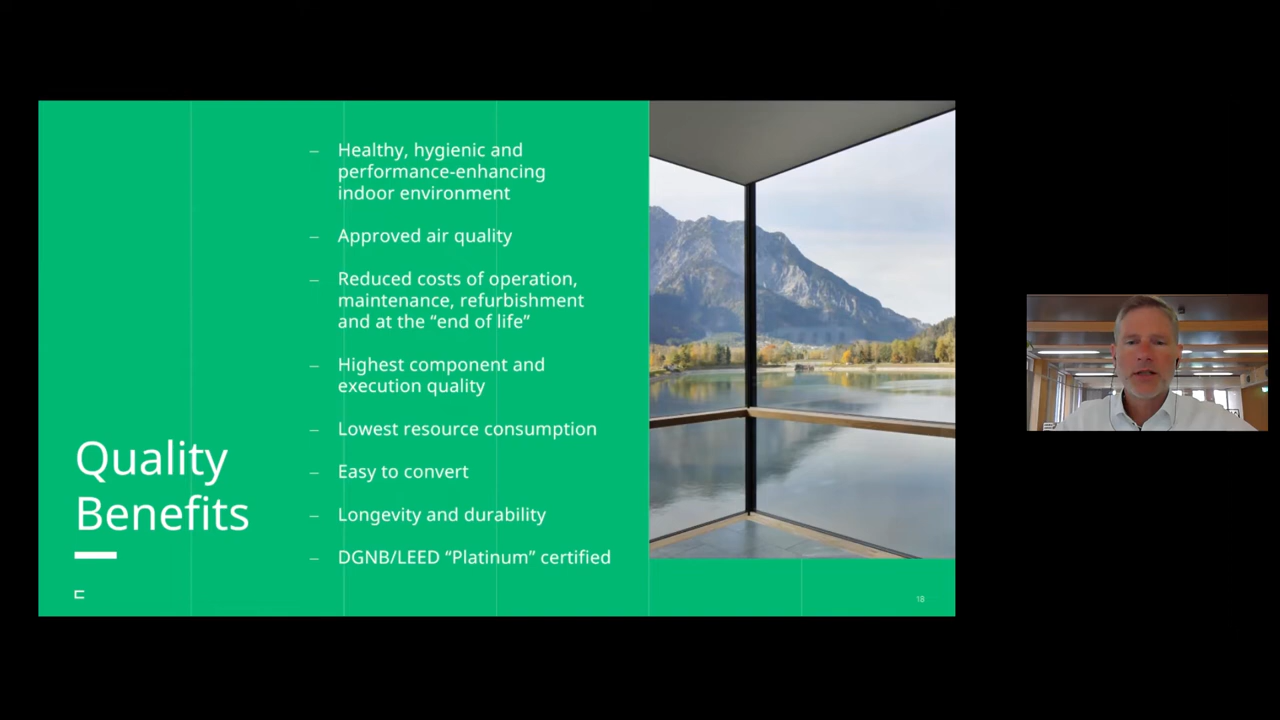 Quality
Benefits
– Healthy, hygienic and
performance-enhancing
indoor environment
– Approved air quality
– Reduced costs of operation,
maintenance, refurbishment
and at the “end of life”
– Highest component and
execution quality
– Lowest resource consumption
– Easy to convert
– Longevity and durability
– DGNB/LEED “Platinum” certified
18